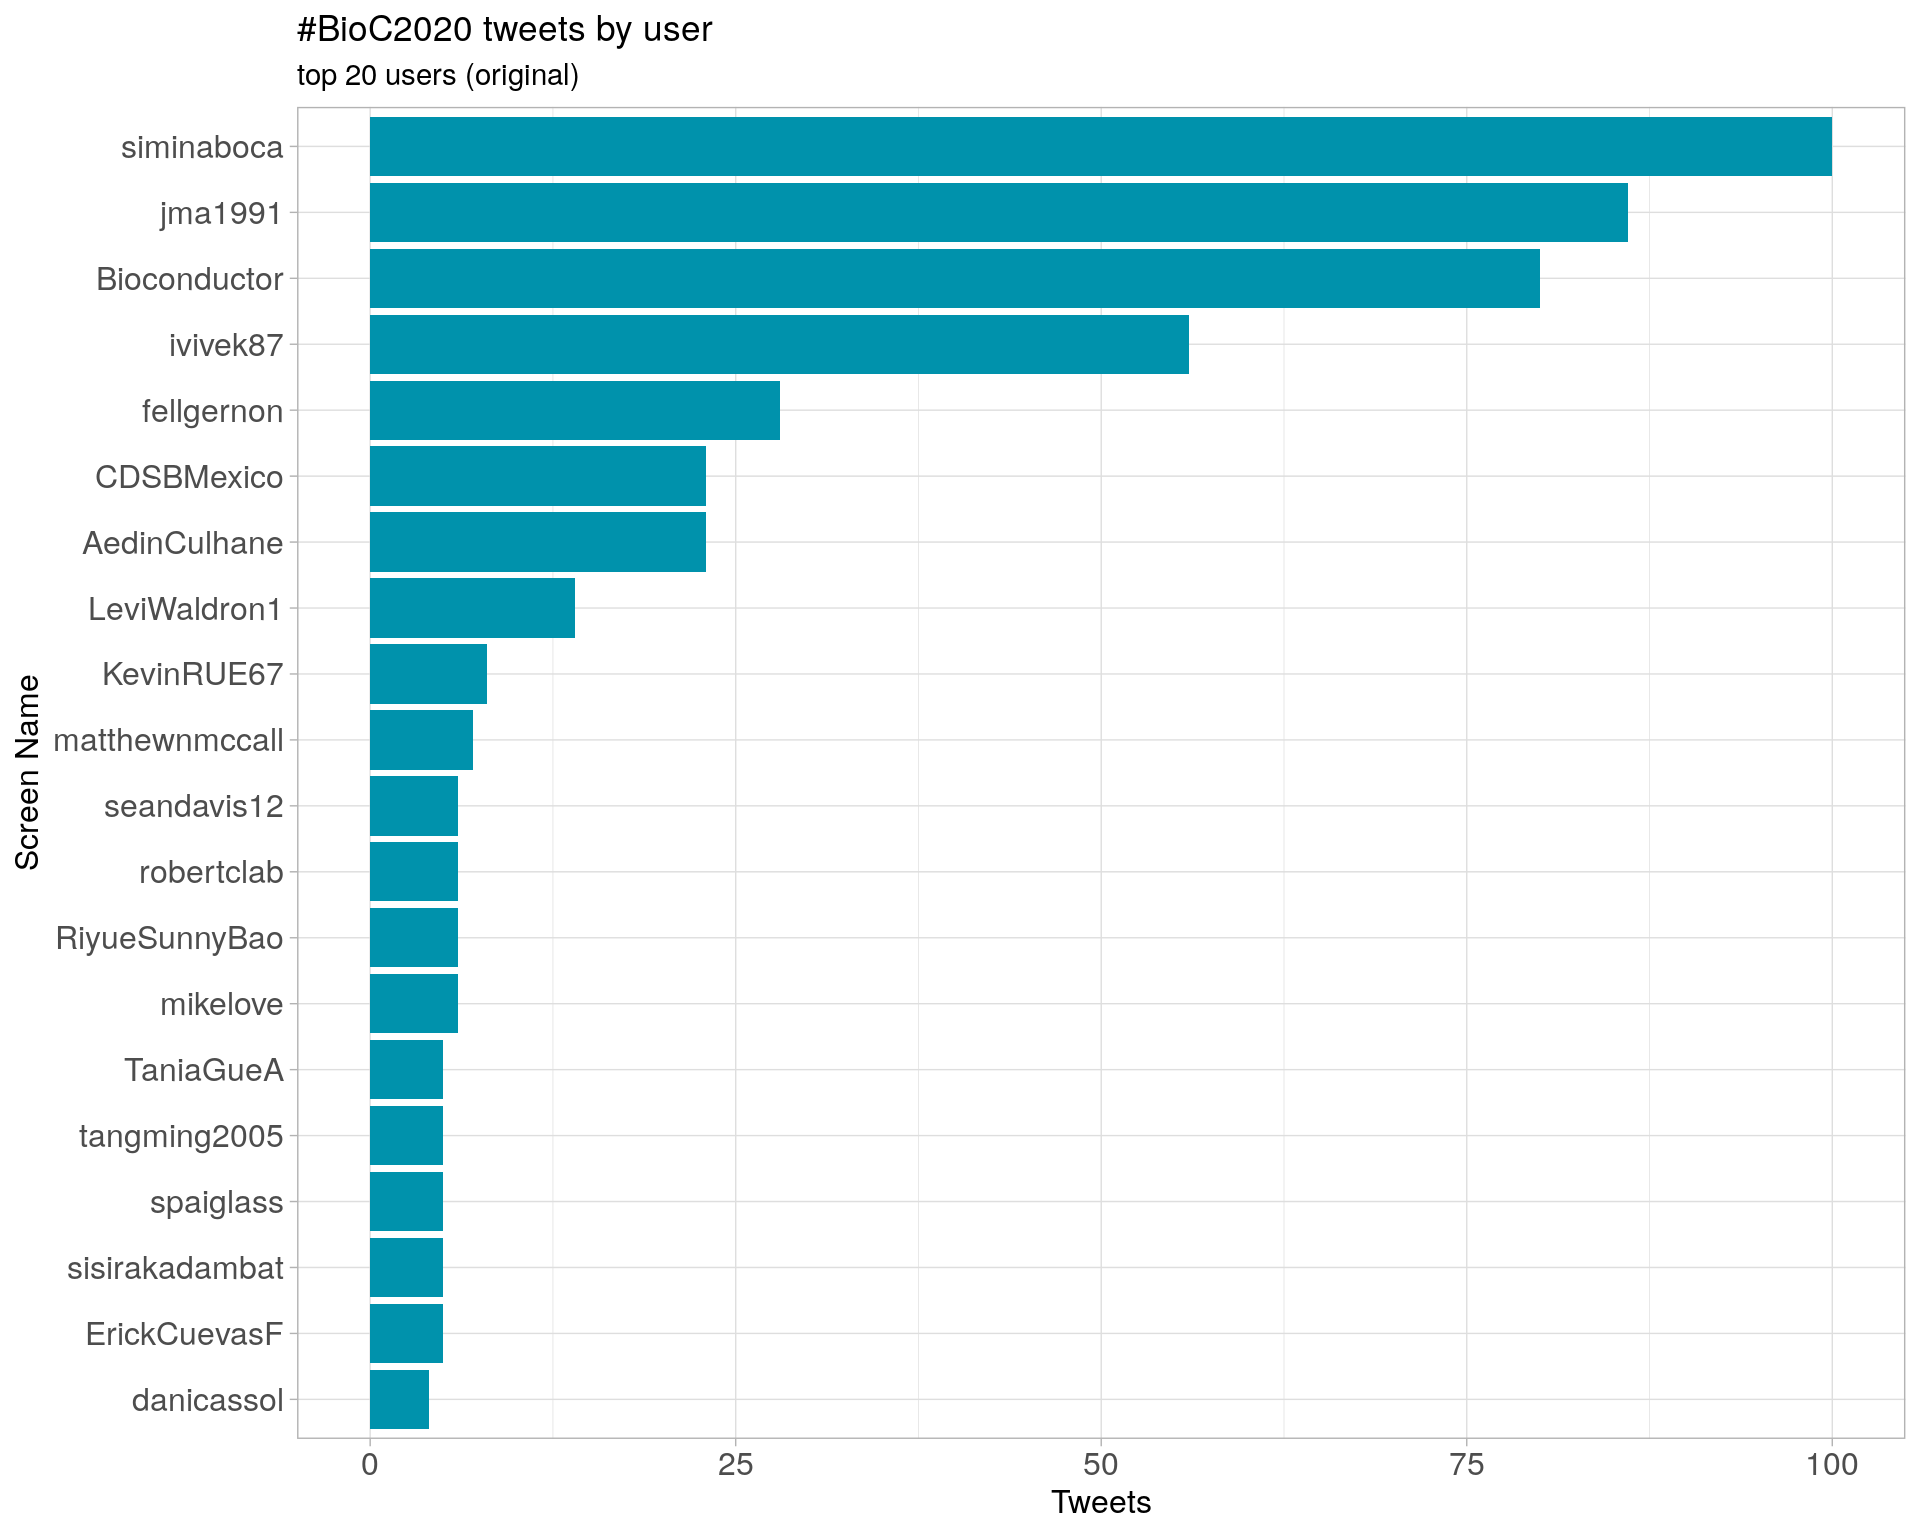 #BioC2020 tweets by user
top 20 users (original)
siminaboca
jma1991
Bioconductor
ivivek87
fellgernon
CDSBMexico
AedinCulhane
LeviWaldron1
KevinRUE67
matthewnmccall
seandavis12
robertclab
RiyueSunnyBao
mikelove
TaniaGueA
tangming2005
spaiglass
sisirakadambat
ErickCuevasF
danicassol
Screen Name
0 25 50 75 100
Tweets